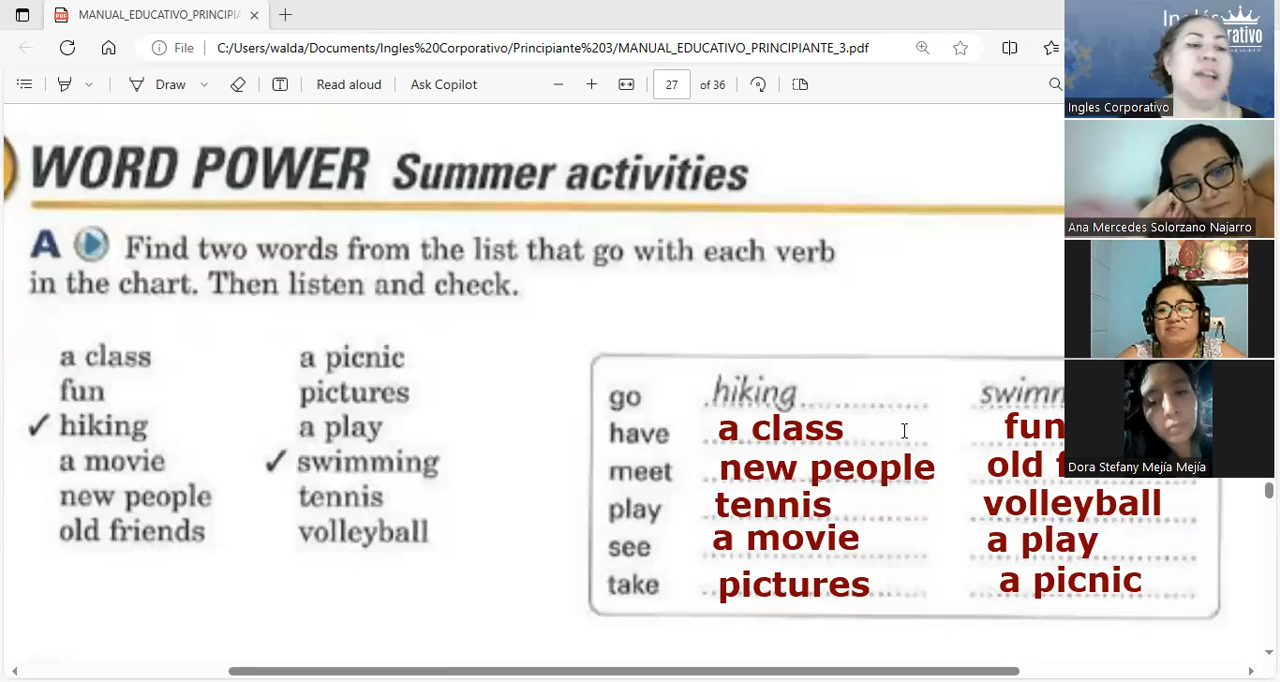 MANUAL_EDUCATIVO_PRINCIPIA
File
C:/Users/walda/Documents/Ingles%20Corporativo/Principiante%203/MANUAL_EDUCATIVO_PRINCIPIANTE_3.pdf
Draw
Read aloud
Ask Copilot
27
of 36
Ingles Corporativo
Ana Mercedes Solorzano Najarro
Dora Stefany Mejía Mejía
WORD POWER Summer activities
A Find two words from the list that go with each verb
in the chart. Then listen and check.
a class
fun
✓ hiking
a movie
new people
old friends
a picnic
pictures
a play
✓ swimming
tennis
volleyball
go hiking swimm
have a class fun
meet new people old f
play tennis volleyball
see a movie a play
take pictures a picnic